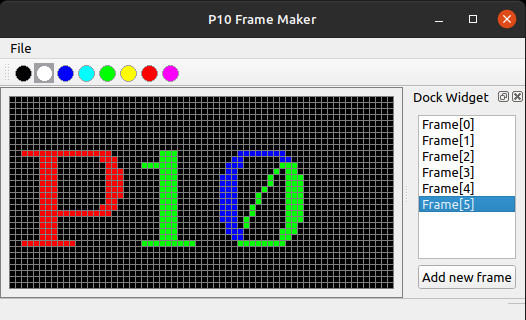 P10 Frame Maker
File
Dock Widget
Frame[0]
Frame[1]
Frame[2]
Frame[3]
Frame[4]
Frame[5]
Add new frame
P10